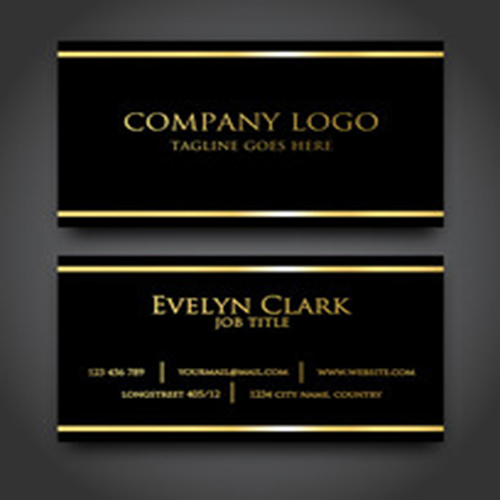 COMPANY LOGO
TAGLINE GOES HERE
EVELYN CLARK
JOB TITLE
123 456 789 | YOURMAIL@MAIL.COM | WWW.WEBSITE.COM
LONGSTREET 405/12 | 1234 CITY NAME, COUNTRY